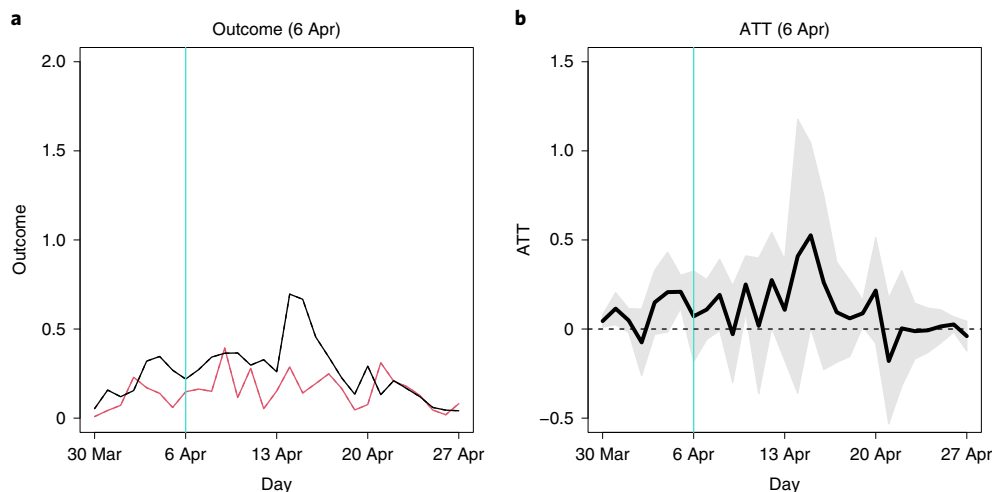 a
Outcome (6 Apr)
2.0
1.5
1.0
0.5
0
Outcome
30 Mar
6 Apr
13 Apr
20 Apr
27 Apr
Day
b
ATT (6 Apr)
1.5
1.0
0.5
0
−0.5
ATT
30 Mar
6 Apr
13 Apr
20 Apr
27 Apr
Day